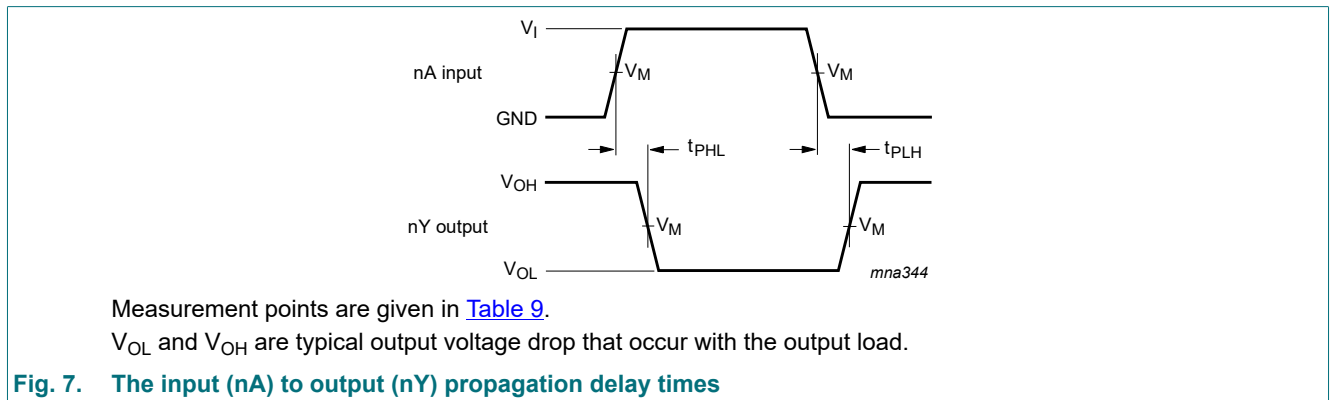 V_I
nA input
V_M
V_M
GND
t_PHL
t_PLH
V_OH
nY output
V_M
V_M
V_OL
mna344
Measurement points are given in Table 9.
V_OL and V_OH are typical output voltage drop that occur with the output load.
Fig. 7. The input (nA) to output (nY) propagation delay times